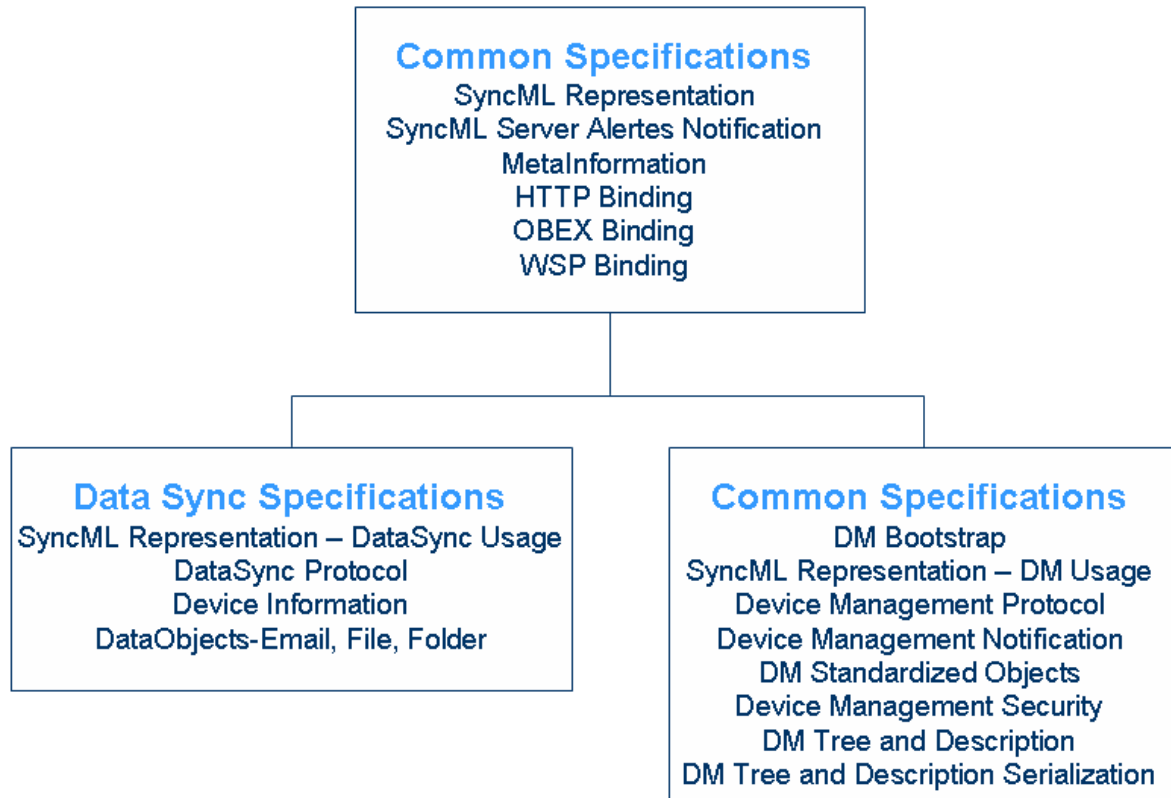 Common Specifications
SyncML Representation
SyncML Server Alertes Notification
MetaInformation
HTTP Binding
OBEX Binding
WSP Binding
Data Sync Specifications
SyncML Representation – DataSync Usage
DataSync Protocol
Device Information
DataObjects-Email, File, Folder
Common Specifications
DM Bootstrap
SyncML Representation – DM Usage
Device Management Protocol
Device Management Notification
DM Standardized Objects
Device Management Security
DM Tree and Description
DM Tree and Description Serialization